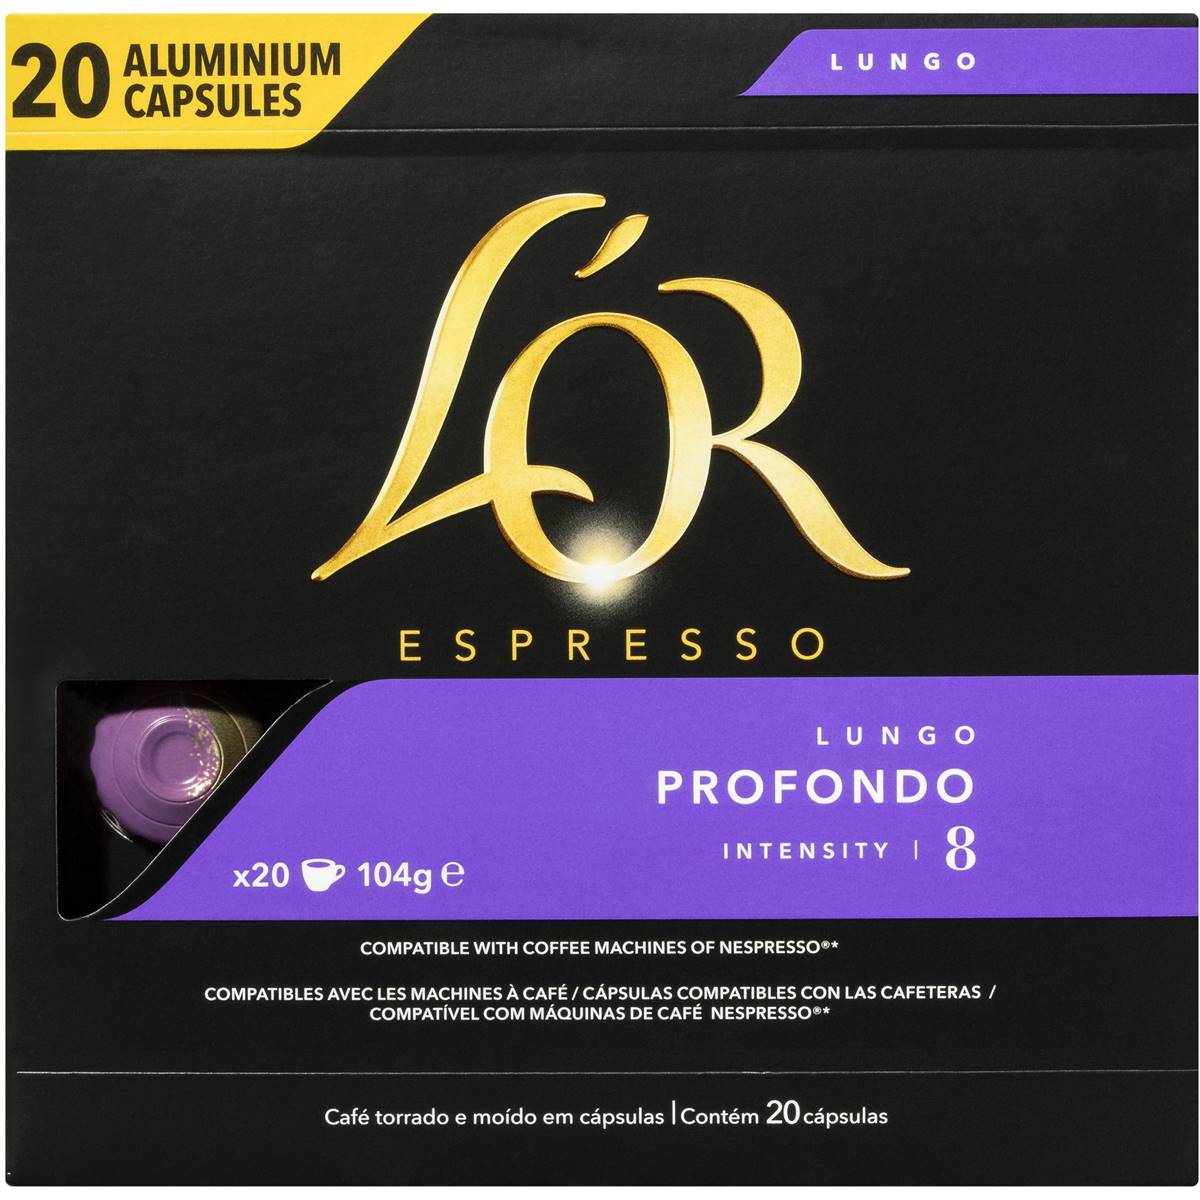 20 ALUMINIUM
CAPSULES
LUNGO
L'OR
ESPRESSO
LUNGO
PROFONDO
INTENSITY | 8
x20 104g ℮
COMPATIBLE WITH COFFEE MACHINES OF NESPRESSO®*
COMPATIBLES AVEC LES MACHINES À CAFÉ / CÁPSULAS COMPATIBLES CON LAS CAFETERAS /
COMPATÍVEL COM MÁQUINAS DE CAFÉ NESPRESSO®*
Café torrado e moído em cápsulas | Contém 20 cápsulas